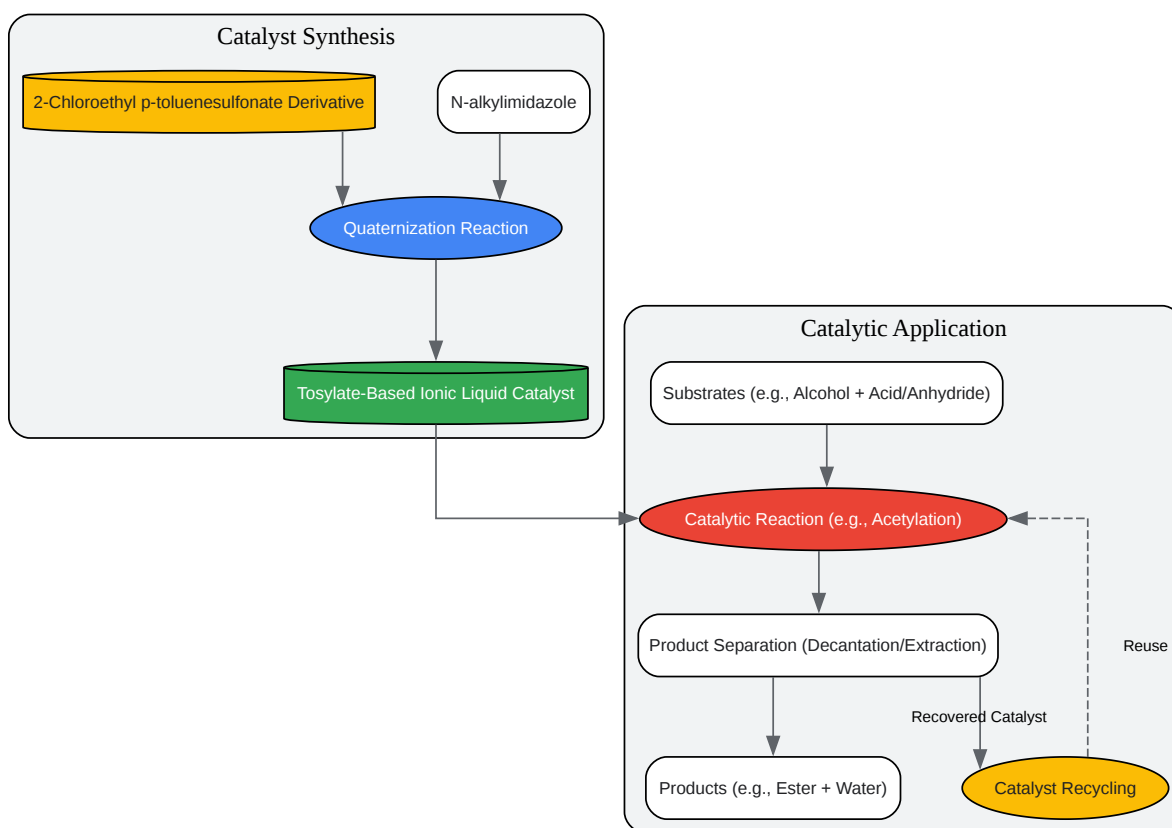 Catalyst Synthesis
2-Chloroethyl p-toluenesulfonate Derivative
N-alkylimidazole
Quaternization Reaction
Tosylate-Based Ionic Liquid Catalyst
Catalytic Application
Substrates (e.g., Alcohol + Acid/Anhydride)
Catalytic Reaction (e.g., Acetylation)
Product Separation (Decantation/Extraction)
Reuse
Recovered Catalyst
Products (e.g., Ester + Water)
Catalyst Recycling